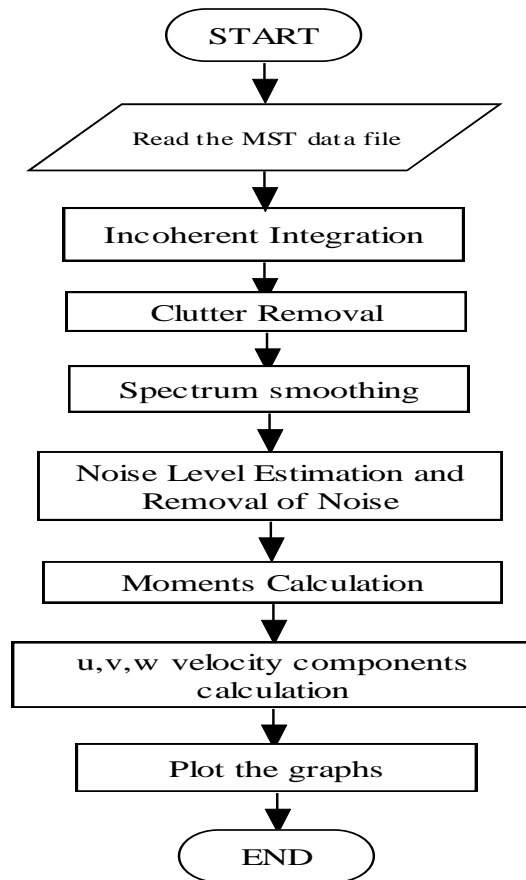 START
Read the MST data file
Incoherent Integration
Clutter Removal
Spectrum smoothing
Noise Level Estimation and
Removal of Noise
Moments Calculation
u,v,w velocity components
calculation
Plot the graphs
END